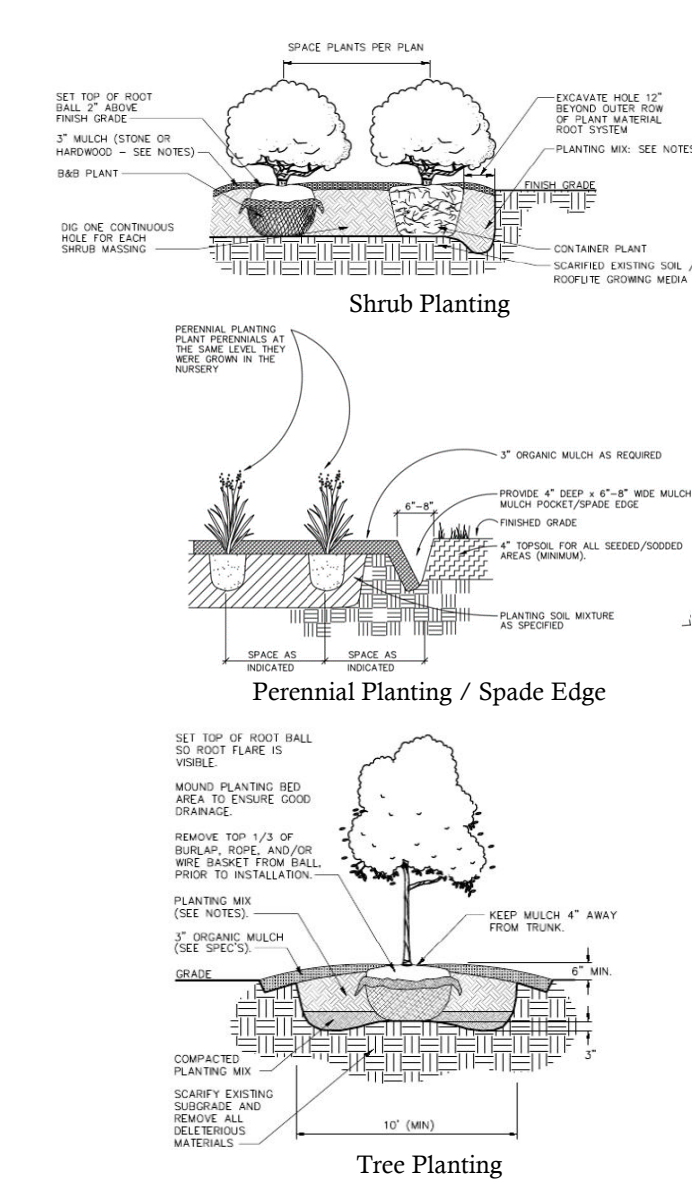 SPACE PLANTS PER PLAN
SET TOP OF ROOT
BALL 2" ABOVE
FINISH GRADE
3" MULCH (STONE OR
HARDWOOD – SEE NOTES)
B&B PLANT
DIG ONE CONTINUOUS
HOLE FOR EACH
SHRUB MASSING
EXCAVATE HOLE 12"
BEYOND OUTER ROW
OF PLANT MATERIAL
ROOT SYSTEM
PLANTING MIX: SEE NOTES
FINISH GRADE
CONTAINER PLANT
SCARIFIED EXISTING SOIL /
ROOFLITE GROWING MEDIA
Shrub Planting
PERENNIAL PLANTING
PLANT PERENNIALS AT
THE SAME LEVEL THEY
WERE GROWN IN THE
NURSERY
3" ORGANIC MULCH AS REQUIRED
6"–8"
PROVIDE 4" DEEP x 6"–8" WIDE MULCH
MULCH POCKET/SPADE EDGE
FINISHED GRADE
4" TOPSOIL FOR ALL SEEDED/SODDED
AREAS (MINIMUM).
PLANTING SOIL MIXTURE
AS SPECIFIED
SPACE AS
INDICATED
SPACE AS
INDICATED
Perennial Planting / Spade Edge
SET TOP OF ROOT BALL
SO ROOT FLARE IS
VISIBLE.
MOUND PLANTING BED
AREA TO ENSURE GOOD
DRAINAGE.
REMOVE TOP 1/3 OF
BURLAP, ROPE, AND/OR
WIRE BASKET FROM BALL,
PRIOR TO INSTALLATION.
PLANTING MIX
(SEE NOTES).
3" ORGANIC MULCH
(SEE SPEC'S).
GRADE
KEEP MULCH 4" AWAY
FROM TRUNK.
6" MIN.
3"
COMPACTED
PLANTING MIX
SCARIFY EXISTING
SUBGRADE AND
REMOVE ALL
DELETERIOUS
MATERIALS
10' (MIN)
Tree Planting